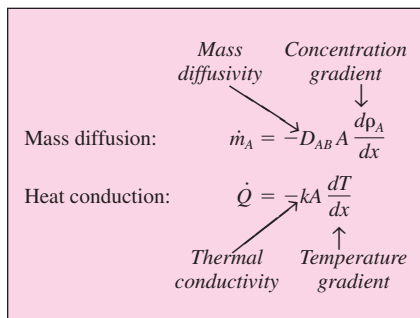 Mass Concentration
diffusivity gradient
Mass diffusion: ṁ_A = −D_AB A dρ_A/dx
Heat conduction: Q̇ = −kA dT/dx
Thermal Temperature
conductivity gradient